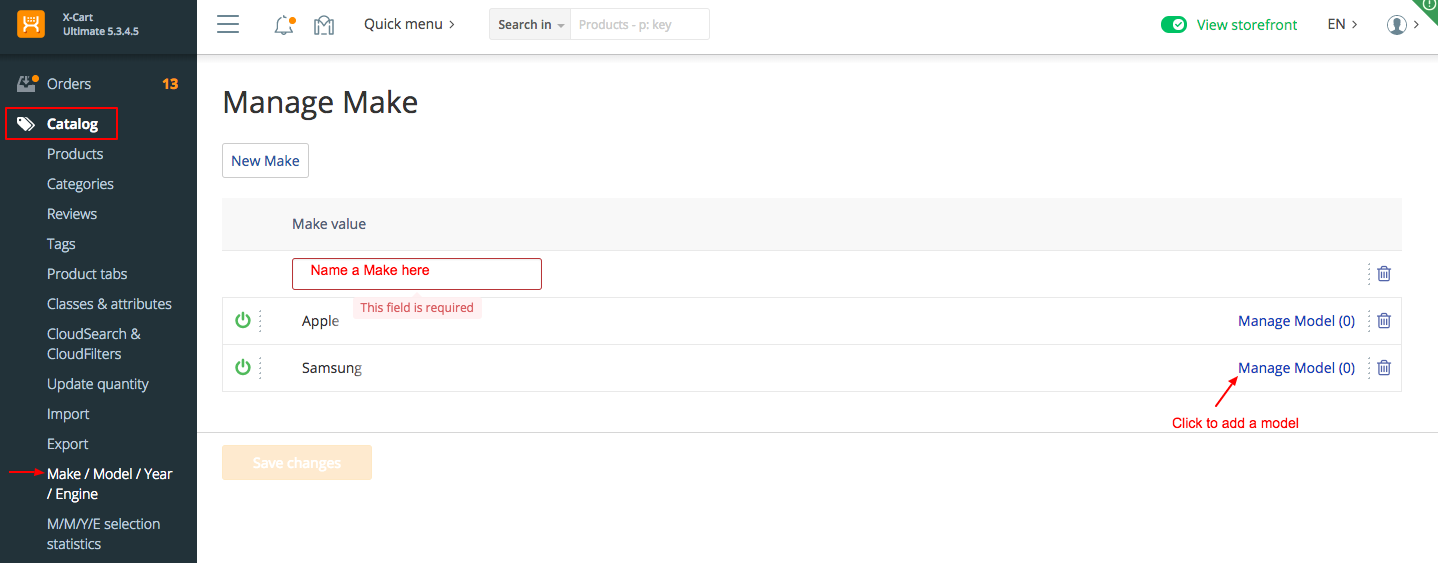 X-Cart
Ultimate 5.3.4.5
Quick menu
Search in
Products - p: key
View storefront
EN
Orders
13
Catalog
Products
Categories
Reviews
Tags
Product tabs
Classes & attributes
CloudSearch &
CloudFilters
Update quantity
Import
Export
Make / Model / Year
/ Engine
M/M/Y/E selection
statistics
Manage Make
New Make
Make value
Name a Make here
This field is required
Apple
Manage Model (0)
Samsung
Manage Model (0)
Click to add a model
Save changes